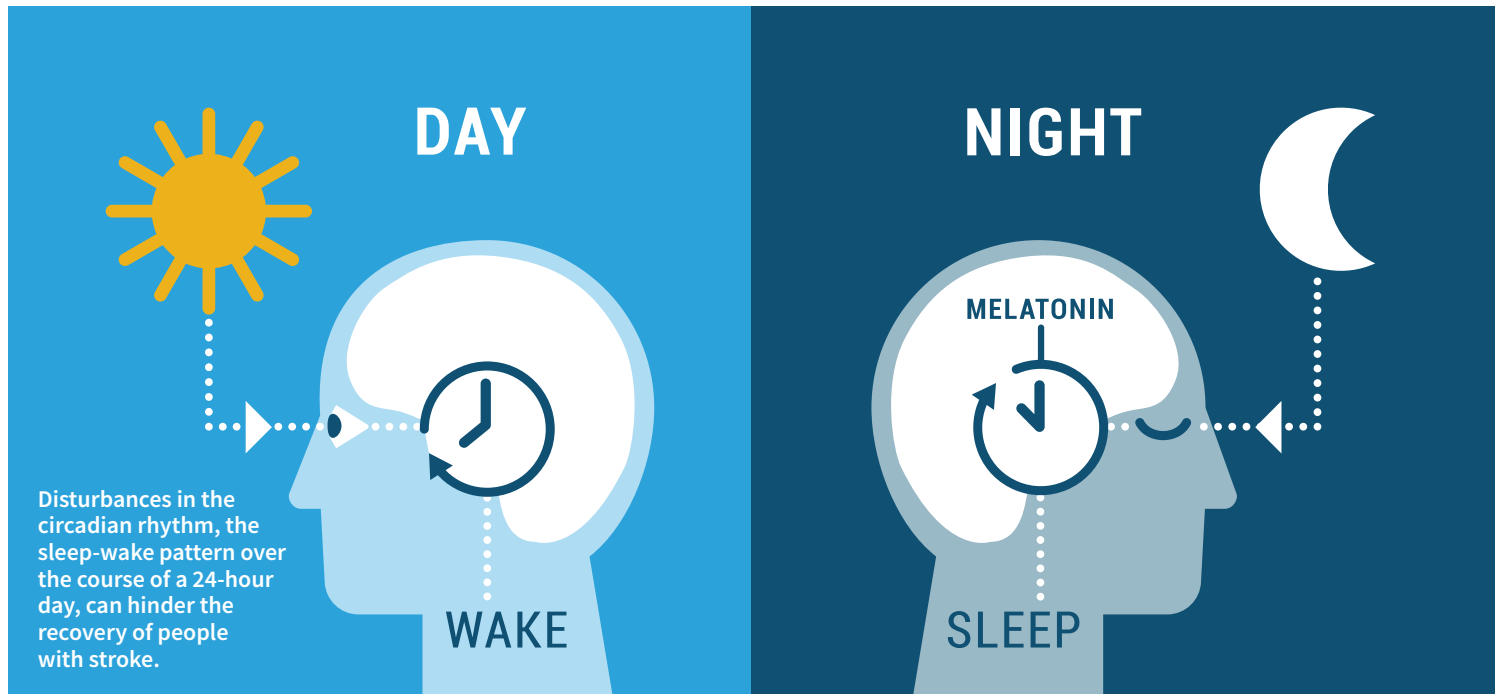 DAY
Disturbances in the
circadian rhythm, the
sleep-wake pattern over
the course of a 24-hour
day, can hinder the
recovery of people
with stroke.
WAKE
NIGHT
MELATONIN
SLEEP